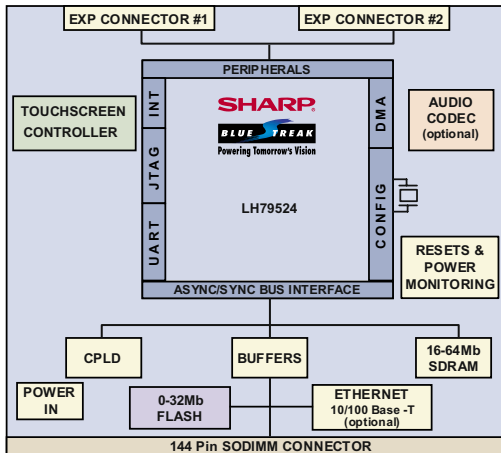 EXP CONNECTOR #1
EXP CONNECTOR #2
PERIPHERALS
TOUCHSCREEN
CONTROLLER
INT
JTAG
UART
SHARP®
BLUE STREAK
Powering Tomorrow's Vision
LH79524
DMA
CONFIG
AUDIO
CODEC
(optional)
RESETS &
POWER
MONITORING
ASYNC/SYNC BUS INTERFACE
CPLD
BUFFERS
16-64Mb
SDRAM
POWER
IN
0-32Mb
FLASH
ETHERNET
10/100 Base -T
(optional)
144 Pin SODIMM CONNECTOR